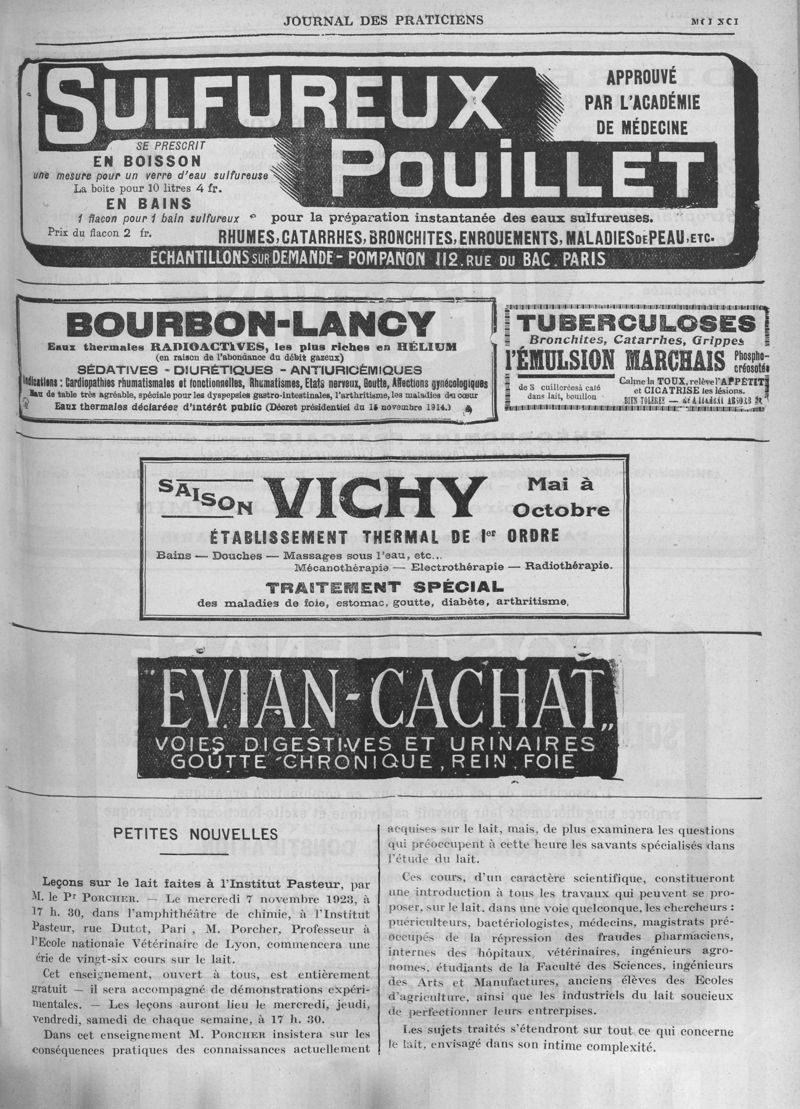 JOURNAL DES PRATICIENS
SULFUREUX
POUILLET
APPROUVÉ
PAR L'ACADÉMIE
DE MÉDECINE
SE PRESCRIT
EN BOISSON
une mesure pour un verre d'eau sulfureuse
La boite pour 10 litres 4 fr.
EN BAINS
1 flacon pour 1 bain sulfureux
Prix du flacon 2 fr.
pour la préparation instantanée des eaux sulfureuses.
RHUMES, CATARRHES, BRONCHITES, ENROUEMENTS, MALADIES DE PEAU, ETC.
ÉCHANTILLONS SUR DEMANDE - POMPANON 112. RUE DU BAC. PARIS
BOURBON-LANCY
Eaux thermales RADIOACTIVES, les plus riches en HÉLIUM
(en raison de l'abondance du débit gazeux)
SÉDATIVES - DIURÉTIQUES - ANTIURICÉMIQUES
Indications : Cardiopathies rhumatismales et fonctionnelles, Rhumatismes, Etats nerveux, Goutte, Affections gynécologiques
Eau de table très agréable, spéciale pour les dyspepsies gastro-intestinales, l'arthritisme, les maladies du cœur
Eaux thermales déclarées d'intérêt public (Décret présidentiel du 15 novembre 1914.)
TUBERCULOSES
Bronchites, Catarrhes, Grippes
l'ÉMULSION MARCHAIS Phospho-
créosotée
de 3 cuillerées à café
dans lait, bouillon
Calme la TOUX, relève l'APPÉTIT
et CICATRISE les lésions.
BIEN TOLÉRÉE —
SAISON VICHY Mai à
Octobre
ÉTABLISSEMENT THERMAL DE 1er ORDRE
Bains — Douches — Massages sous l'eau, etc...
Mécanothérapie — Electrothérapie — Radiothérapie.
TRAITEMENT SPÉCIAL
des maladies de foie, estomac, goutte, diabète, arthritisme.
"EVIAN-CACHAT"
VOIES DIGESTIVES ET URINAIRES
GOUTTE CHRONIQUE, REIN, FOIE
PETITES NOUVELLES
Leçons sur le lait faites à l'Institut Pasteur, par
M. le Pr PORCHER. — Le mercredi 7 novembre 1923, à
17 h. 30, dans l'amphithéâtre de chimie, à l'Institut
Pasteur, rue Dutot, Pari , M. Porcher, Professeur à
l'Ecole nationaie Vétérinaire de Lyon, commencera une
érie de vingt-six cours sur le lait.
Cet enseignement, ouvert à tous, est entièrement
gratuit — il sera accompagné de démonstrations expéri-
mentales. — Les leçons auront lieu le mercredi, jeudi,
vendredi, samedi de chaque semaine, à 17 h. 30.
Dans cet enseignement M. PORCHER insistera sur les
conséquences pratiques des connaissances actuellement
acquises sur le lait, mais, de plus examinera les questions
qui préoccupent à cette heure les savants spécialisés dans
l'étude du lait.
Ces cours, d'un caractère scientifique, constitueront
une introduction à tous les travaux qui peuvent se pro-
poser, sur le lait, dans une voie quelconque, les chercheurs :
puériculteurs, bactériologistes, médecins, magistrats pré-
occupés de la répression des fraudes pharmaciens,
internes des hôpitaux, vétérinaires, ingénieurs agro-
nomes, étudiants de la Faculté des Sciences, ingénieurs
des Arts et Manufactures, anciens élèves des Ecoles
d'agriculture, ainsi que les industriels du lait soucieux
de perfectionner leurs entreprises.
Les sujets traités s'étendront sur tout ce qui concerne
le lait, envisagé dans son intime complexité.